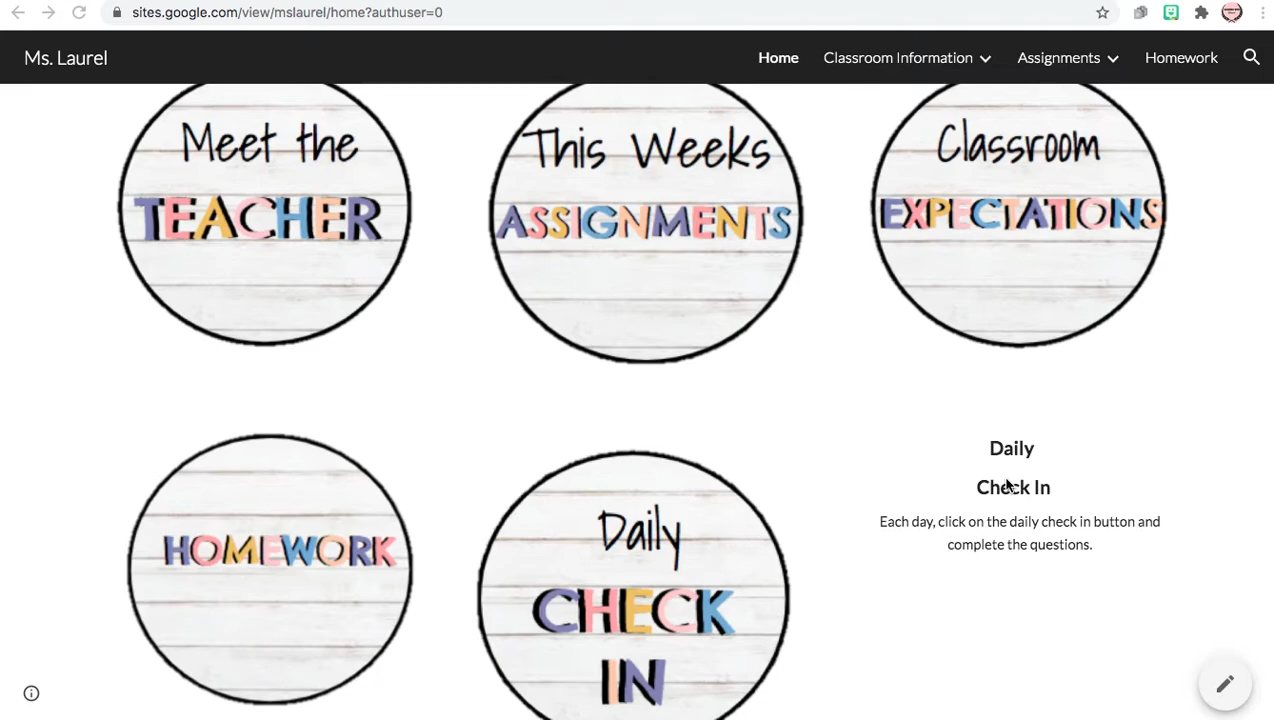 sites.google.com/view/mslaurel/home?authuser=0
Ms. Laurel
Home
Classroom Information
Assignments
Homework
Meet the
TEACHER
This Weeks
ASSIGNMENTS
Classroom
EXPECTATIONS
HOMEWORK
Daily
CHECK
IN
Daily
Check In
Each day, click on the daily check in button and
complete the questions.